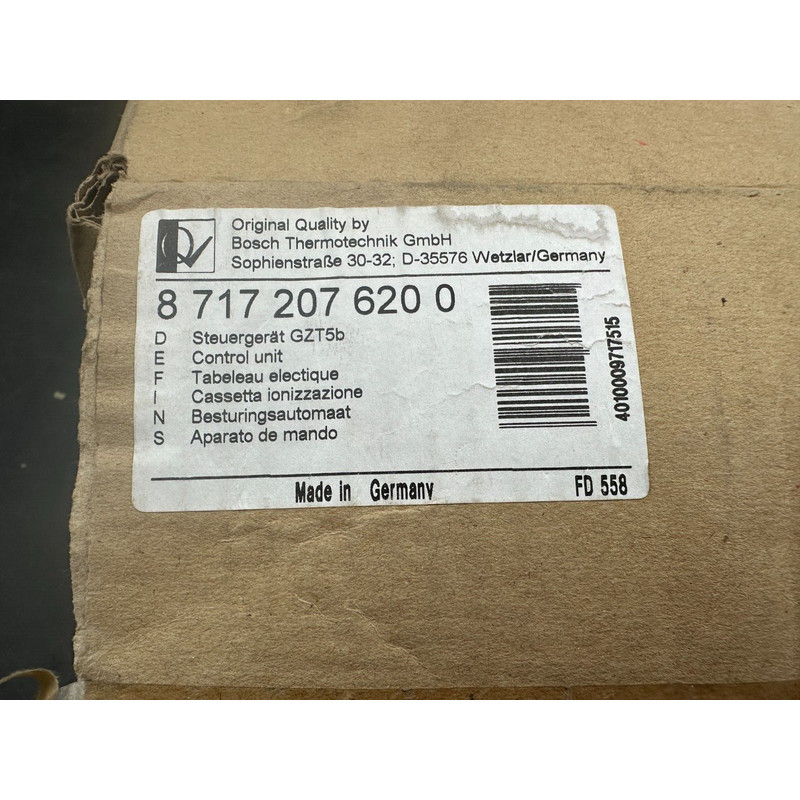 Original Quality by
Bosch Thermotechnik GmbH
Sophienstraße 30-32; D-35576 Wetzlar/Germany
8 717 207 620 0
D Steuergerät GZT5b
E Control unit
F Tabeleau electique
I Cassetta ionizzazione
N Besturingsautomaat
S Aparato de mando
4010009717515
Made in Germany
FD 558